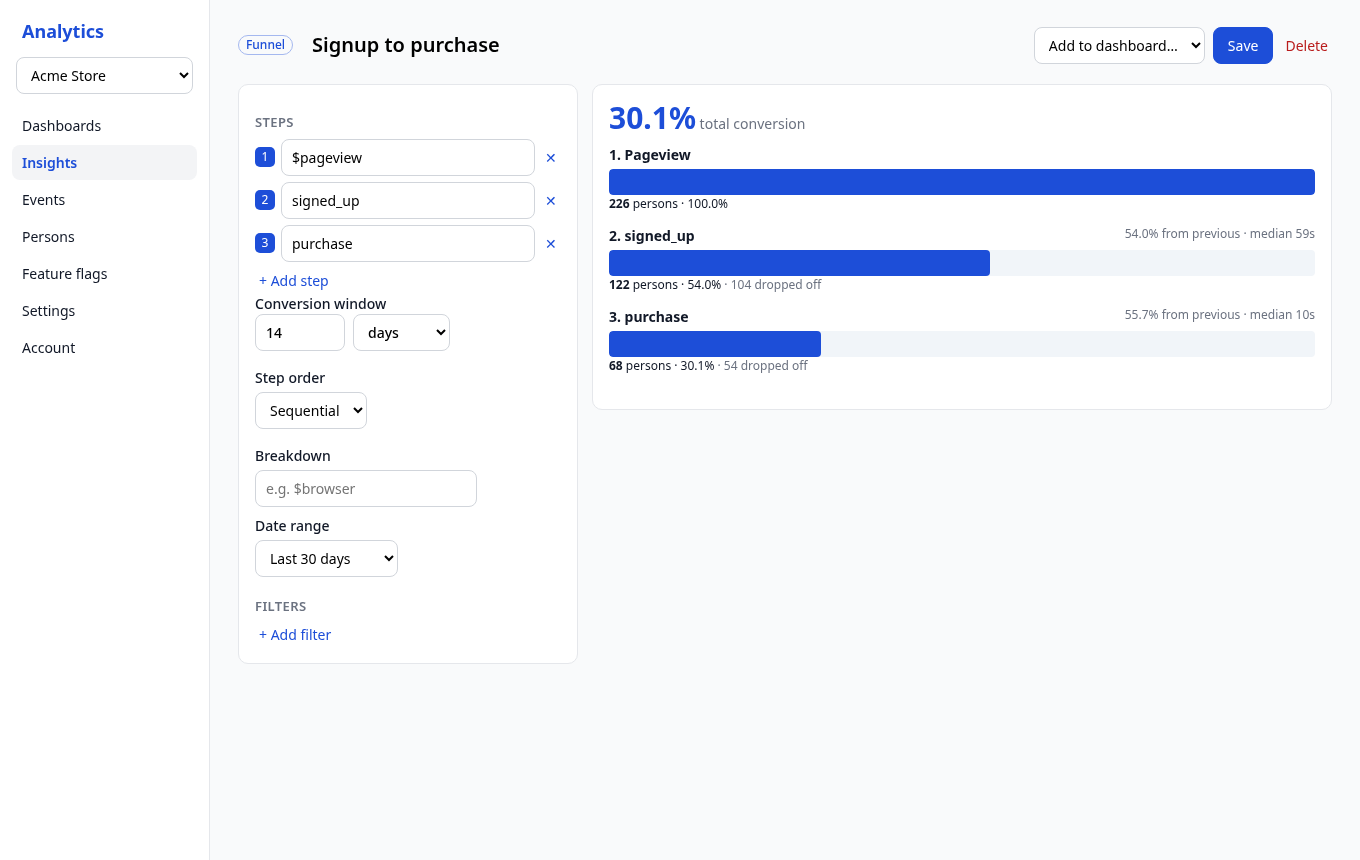 Analytics
Acme Store
Dashboards
Insights
Events
Persons
Feature flags
Settings
Account
Funnel
Signup to purchase
Add to dashboard...
Save
Delete
STEPS
1 $pageview ×
2 signed_up ×
3 purchase ×
+ Add step
Conversion window
14 days
Step order
Sequential
Breakdown
e.g. $browser
Date range
Last 30 days
FILTERS
+ Add filter
30.1% total conversion
1. Pageview
226 persons · 100.0%
2. signed_up 54.0% from previous · median 59s
122 persons · 54.0% · 104 dropped off
3. purchase 55.7% from previous · median 10s
68 persons · 30.1% · 54 dropped off